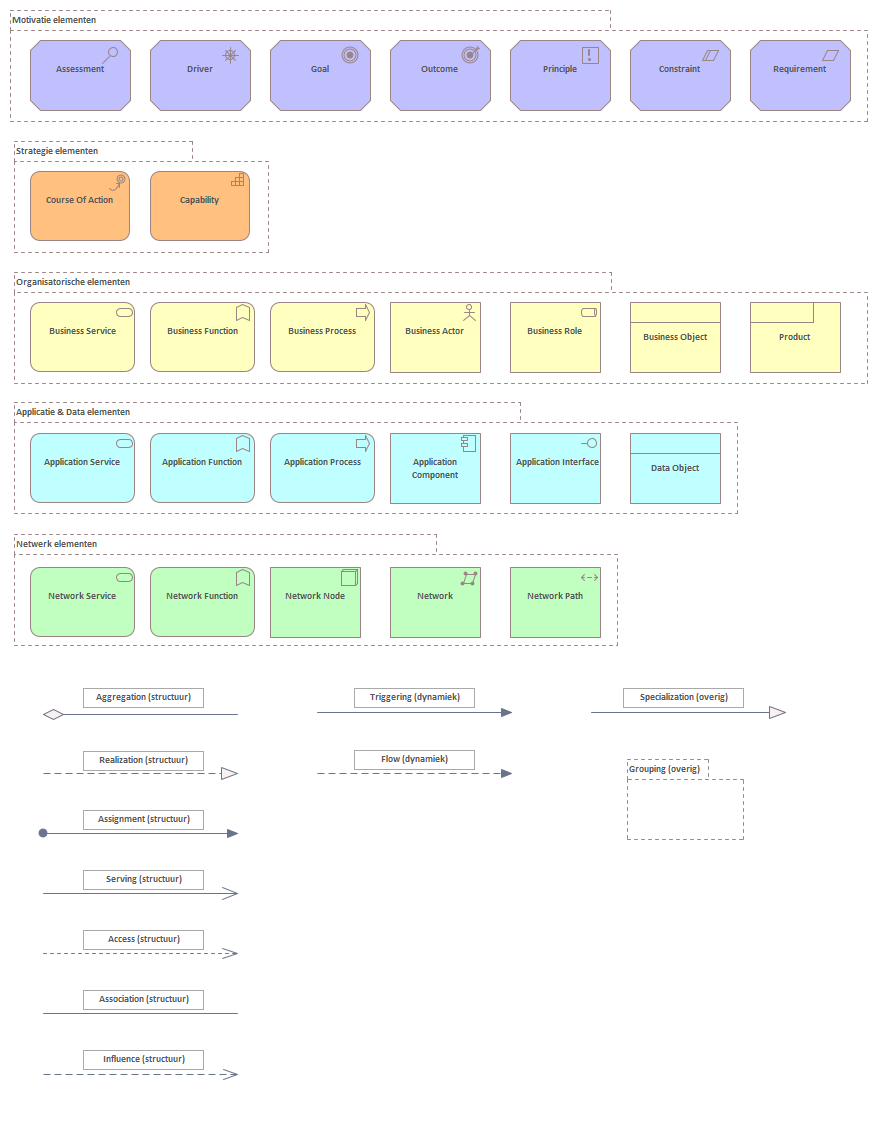 Motivatie elementen
Assessment
Driver
Goal
Outcome
Principle
Constraint
Requirement
Strategie elementen
Course Of Action
Capability
Organisatorische elementen
Business Service
Business Function
Business Process
Business Actor
Business Role
Business Object
Product
Applicatie & Data elementen
Application Service
Application Function
Application Process
Application
Component
Application Interface
Data Object
Netwerk elementen
Network Service
Network Function
Network Node
Network
Network Path
Aggregation (structuur)
Triggering (dynamiek)
Specialization (overig)
Realization (structuur)
Flow (dynamiek)
Grouping (overig)
Assignment (structuur)
Serving (structuur)
Access (structuur)
Association (structuur)
Influence (structuur)